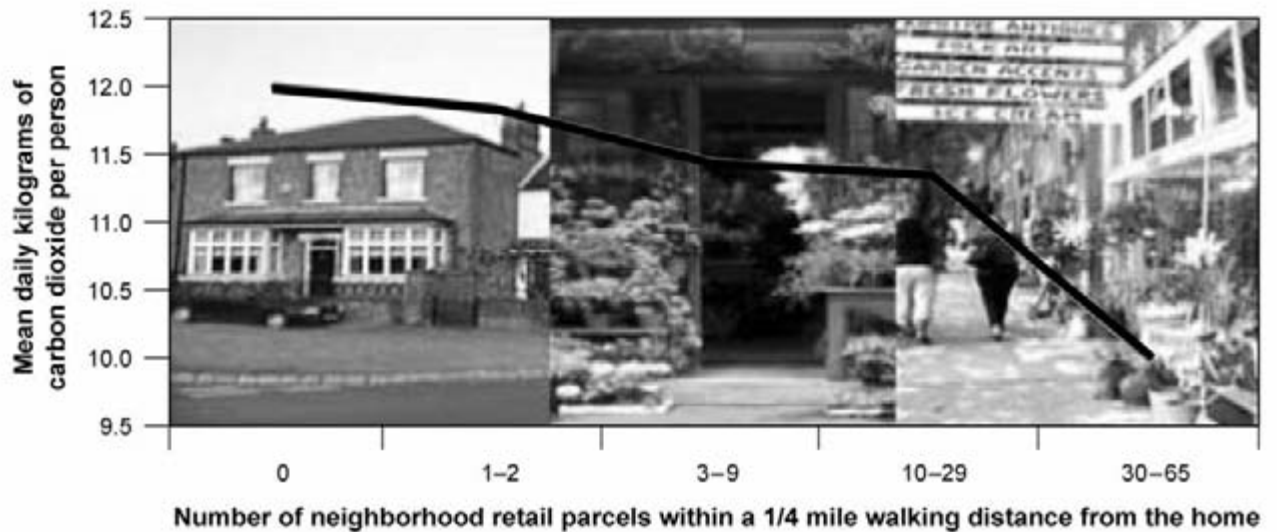 12.5
12.0
11.5
11.0
10.5
10.0
9.5
Mean daily kilograms of
carbon dioxide per person
ANTIQUES
FOLK ART
GARDEN ACCENTS
FRESH FLOWERS
ICE CREAM
0
1–2
3–9
10–29
30–65
Number of neighborhood retail parcels within a 1/4 mile walking distance from the home